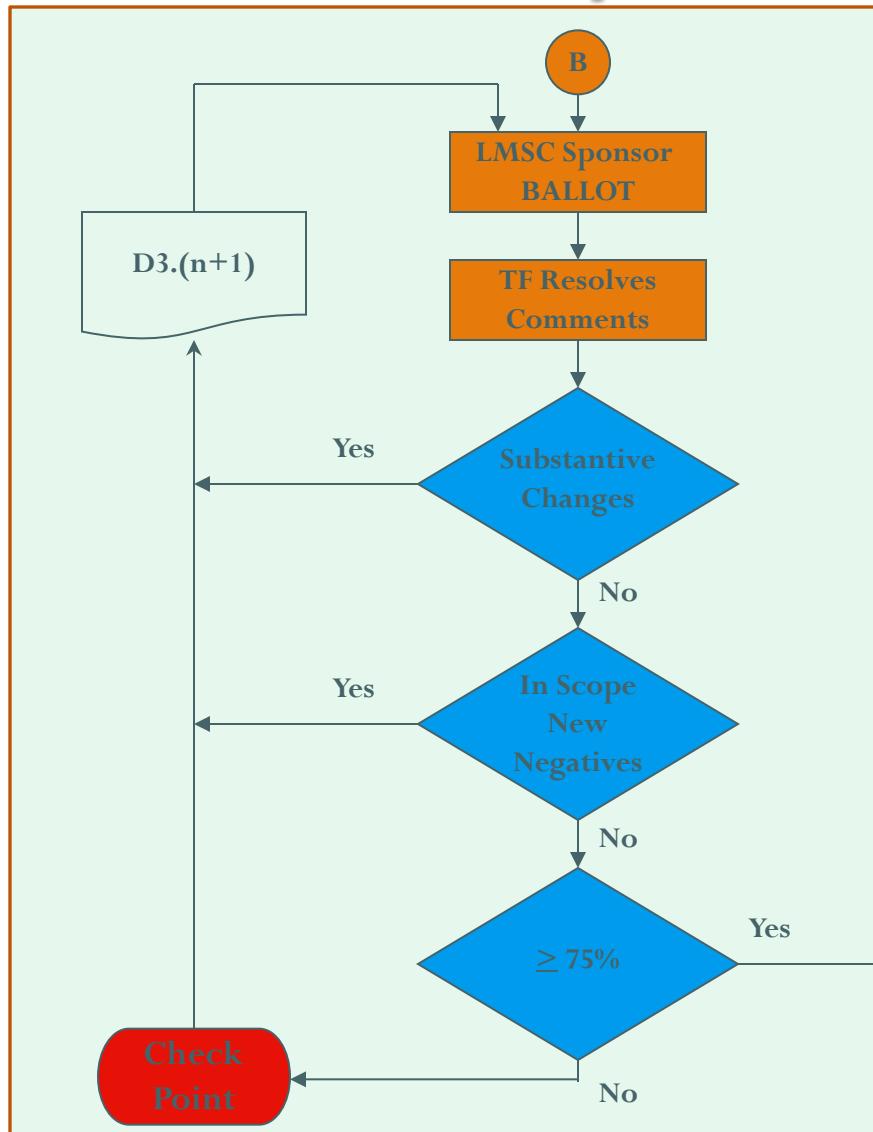 B
LMSC Sponsor
BALLOT
D3.(n+1)
TF Resolves
Comments
Yes
Substantive
Changes
No
Yes
In Scope
New
Negatives
No
≥ 75%
Yes
Check
Point
No